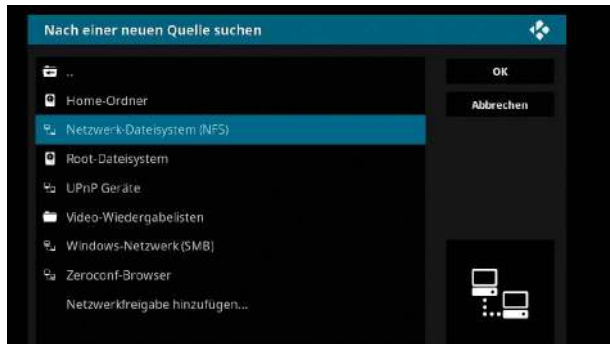 Nach einer neuen Quelle suchen
..
OK
Home-Ordner
Abbrechen
Netzwerk-Dateisystem (NFS)
Root-Dateisystem
UPnP Geräte
Video-Wiedergabelisten
Windows-Netzwerk (SMB)
Zeroconf-Browser
Netzwerkfreigabe hinzufügen...